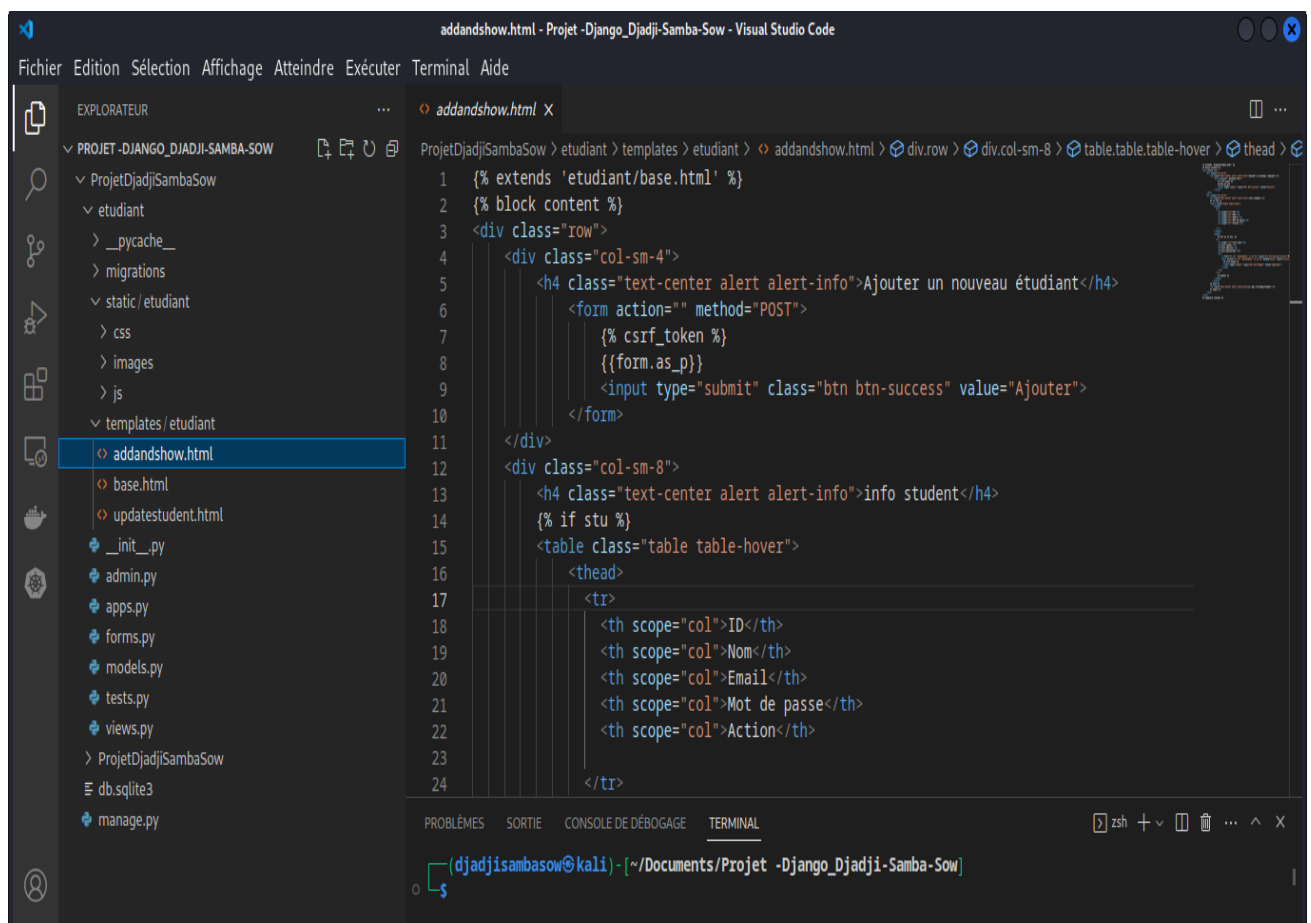 addandshow.html - Projet -Django_Djadji-Samba-Sow - Visual Studio Code
Fichier Edition Sélection Affichage Atteindre Exécuter Terminal Aide
EXPLORATEUR
PROJET -DJANGO_DJADJI-SAMBA-SOW
ProjetDjadjiSambaSow
etudiant
__pycache__
migrations
static/etudiant
css
images
js
templates/etudiant
addandshow.html
base.html
updatestudent.html
__init__.py
admin.py
apps.py
forms.py
models.py
tests.py
views.py
ProjetDjadjiSambaSow
db.sqlite3
manage.py
addandshow.html
ProjetDjadjiSambaSow > etudiant > templates > etudiant > addandshow.html > div.row > div.col-sm-8 > table.table.table-hover > thead >
1 {% extends 'etudiant/base.html' %}
2 {% block content %}
3 <div class="row">
4 <div class="col-sm-4">
5 <h4 class="text-center alert alert-info">Ajouter un nouveau étudiant</h4>
6 <form action="" method="POST">
7 {% csrf_token %}
8 {{form.as_p}}
9 <input type="submit" class="btn btn-success" value="Ajouter">
10 </form>
11 </div>
12 <div class="col-sm-8">
13 <h4 class="text-center alert alert-info">info student</h4>
14 {% if stu %}
15 <table class="table table-hover">
16 <thead>
17 <tr>
18 <th scope="col">ID</th>
19 <th scope="col">Nom</th>
20 <th scope="col">Email</th>
21 <th scope="col">Mot de passe</th>
22 <th scope="col">Action</th>
23
24 </tr>
PROBLÈMES SORTIE CONSOLE DE DÉBOGAGE TERMINAL
zsh
(djadjisambasow㉿kali)-[~/Documents/Projet -Django_Djadji-Samba-Sow]
$